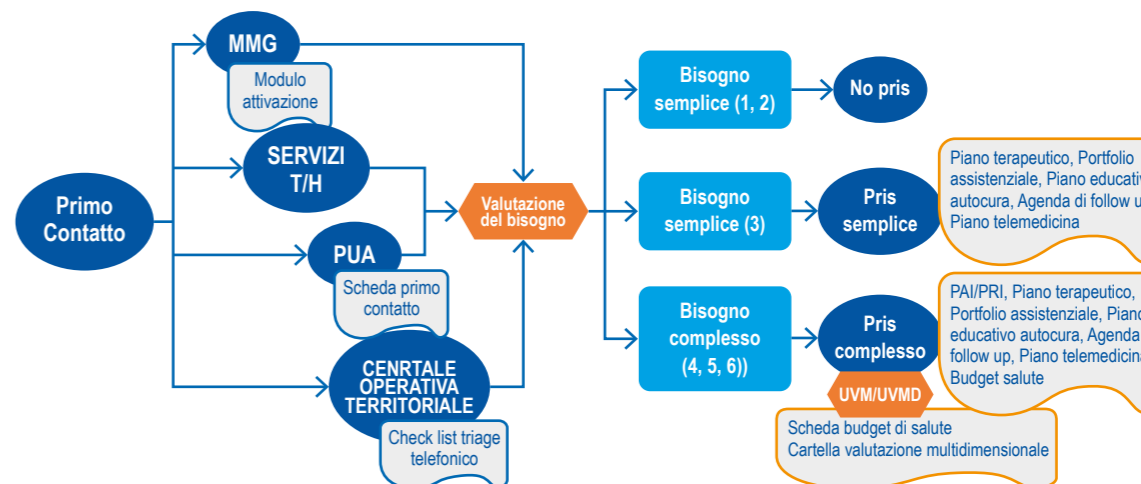 Primo
Contatto
MMG
Modulo
attivazione
SERVIZI
T/H
PUA
Scheda primo
contatto
CENRTALE
OPERATIVA
TERRITORIALE
Check list triage
telefonico
Valutazione
del bisogno
Bisogno
semplice (1, 2)
No pris
Bisogno
semplice (3)
Pris
semplice
Piano terapeutico, Portfolio
assistenziale, Piano educativ
autocura, Agenda di follow u
Piano telemedicina
Bisogno
complesso
(4, 5, 6))
Pris
complesso
UVM/UVMD
PAI/PRI, Piano terapeutico,
Portfolio assistenziale, Piano
educativo autocura, Agenda
follow up, Piano telemedicina
Budget salute
Scheda budget di salute
Cartella valutazione multidimensionale